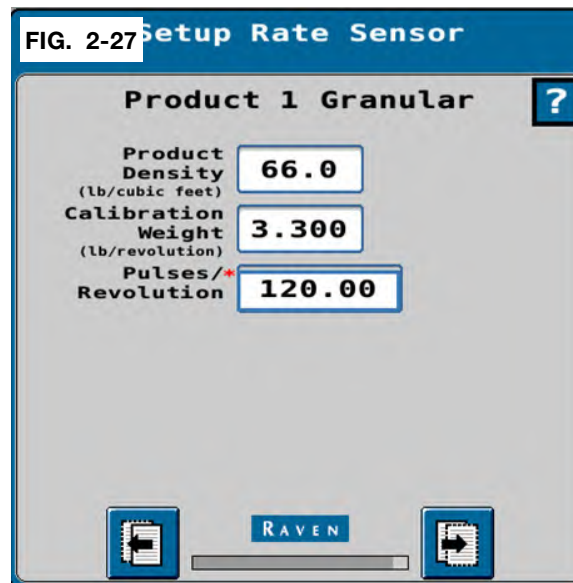 FIG. 2-27
Setup Rate Sensor
Product 1 Granular
?
Product
Density
(lb/cubic feet)
66.0
Calibration
Weight
(lb/revolution)
3.300
Pulses/*
Revolution
120.00
RAVEN